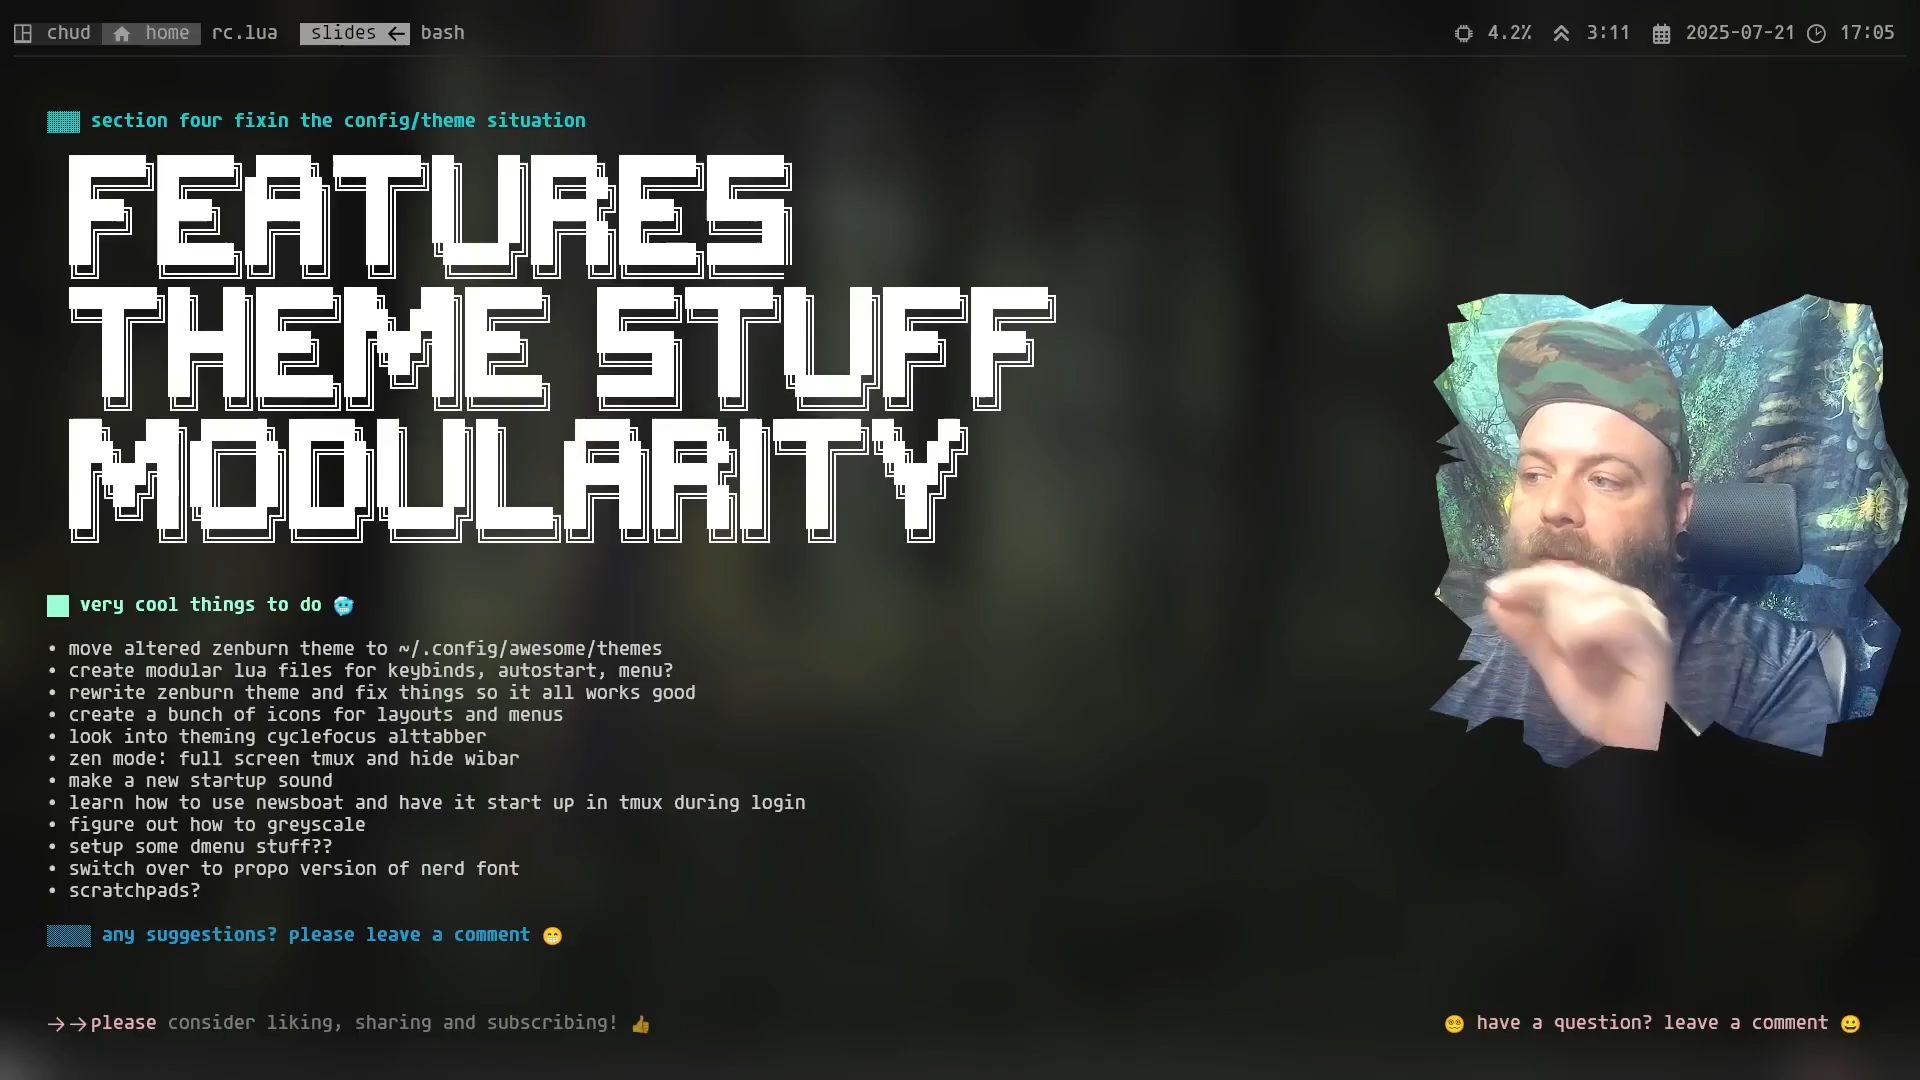 chud home rc.lua slides ← bash 4.2% 3:11 2025-07-21 17:05
section four fixin the config/theme situation
FEATURES
THEME STUFF
MODULARITY
very cool things to do 🥶
• move altered zenburn theme to ~/.config/awesome/themes
• create modular lua files for keybinds, autostart, menu?
• rewrite zenburn theme and fix things so it all works good
• create a bunch of icons for layouts and menus
• look into theming cyclefocus alttabber
• zen mode: full screen tmux and hide wibar
• make a new startup sound
• learn how to use newsboat and have it start up in tmux during login
• figure out how to greyscale
• setup some dmenu stuff??
• switch over to propo version of nerd font
• scratchpads?
any suggestions? please leave a comment 😁
→→please consider liking, sharing and subscribing! 👍
😵‍💫 have a question? leave a comment 😀